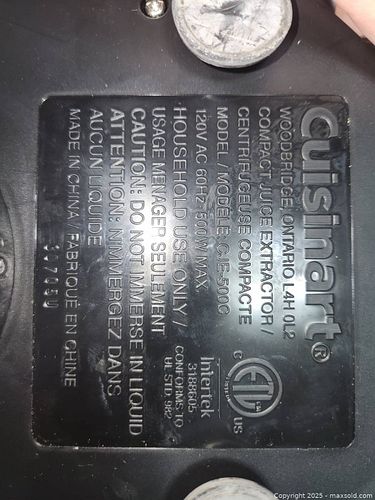 Cuisinart®
WOODBRIDGE, ONTARIO L4H 0L2
COMPACT JUICE EXTRACTOR /
CENTRIFUGEUSE COMPACTE
MODEL / MODÈLE: CJE-500C
120V AC 60Hz 500W MAX.
HOUSEHOLD USE ONLY /
USAGE MÉNAGER SEULEMENT
CAUTION: DO NOT IMMERSE IN LIQUID
ATTENTION: N'IMMERGEZ DANS
AUCUN LIQUIDE
MADE IN CHINA / FABRIQUÉ EN CHINE
C ETL US
Intertek
3188605
CONFORMS TO
UL STD. 982
Copyright 2025 - maxsold.com